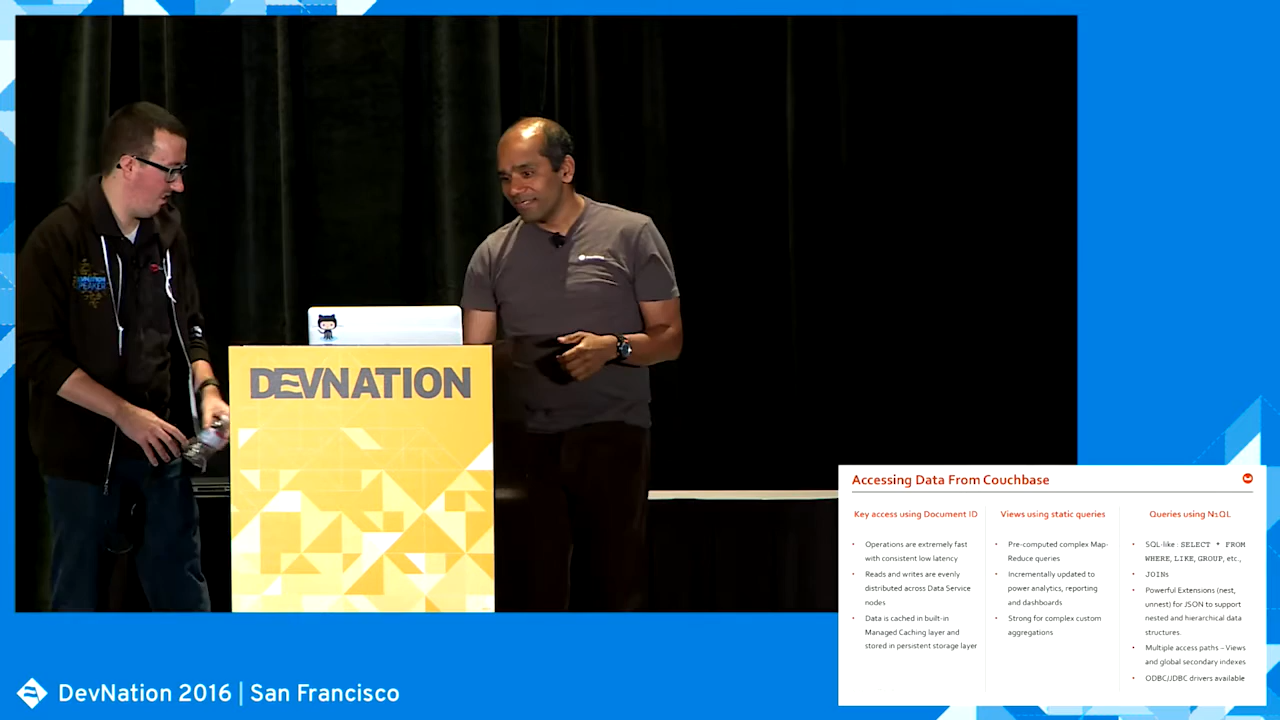 DEVNATION
SPEAKER
DEVNATION
Accessing Data From Couchbase
Key access using Document ID
• Operations are extremely fast
with consistent low latency
• Reads and writes are evenly
distributed across Data Service
nodes
• Data is cached in built-in
Managed Caching layer and
stored in persistent storage layer
Views using static queries
• Pre-computed complex Map-
Reduce queries
• Incrementally updated to
power analytics, reporting
and dashboards
• Strong for complex custom
aggregations
Queries using N1QL
• SQL-like : SELECT * FROM
WHERE, LIKE, GROUP, etc.,
• JOINs
• Powerful Extensions (nest,
unnest) for JSON to support
nested and hierarchical data
structures.
• Multiple access paths – Views
and global secondary indexes
• ODBC/JDBC drivers available
DevNation 2016 | San Francisco